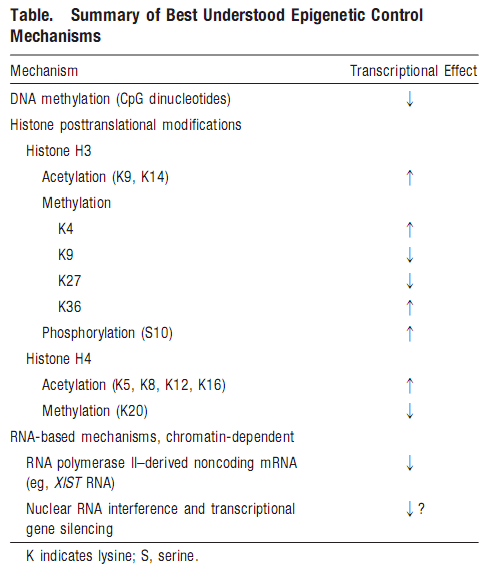 Table. Summary of Best Understood Epigenetic Control
Mechanisms
Mechanism Transcriptional Effect
DNA methylation (CpG dinucleotides) ↓
Histone posttranslational modifications
Histone H3
Acetylation (K9, K14) ↑
Methylation
K4 ↑
K9 ↓
K27 ↓
K36 ↑
Phosphorylation (S10) ↑
Histone H4
Acetylation (K5, K8, K12, K16) ↑
Methylation (K20) ↓
RNA-based mechanisms, chromatin-dependent
RNA polymerase II–derived noncoding mRNA ↓
(eg, XIST RNA)
Nuclear RNA interference and transcriptional ↓?
gene silencing
K indicates lysine; S, serine.